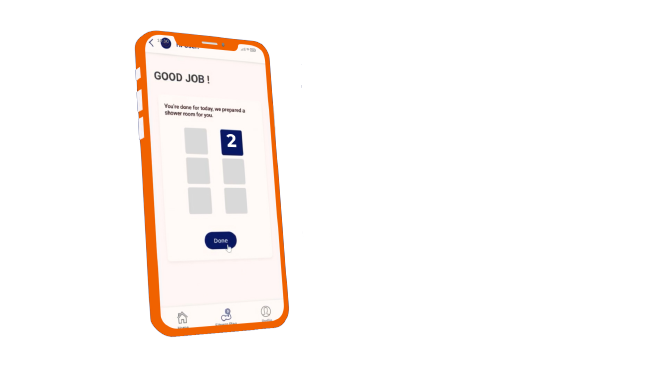 GOOD JOB !
You're done for today, we prepared a
shower room for you.
2
Done